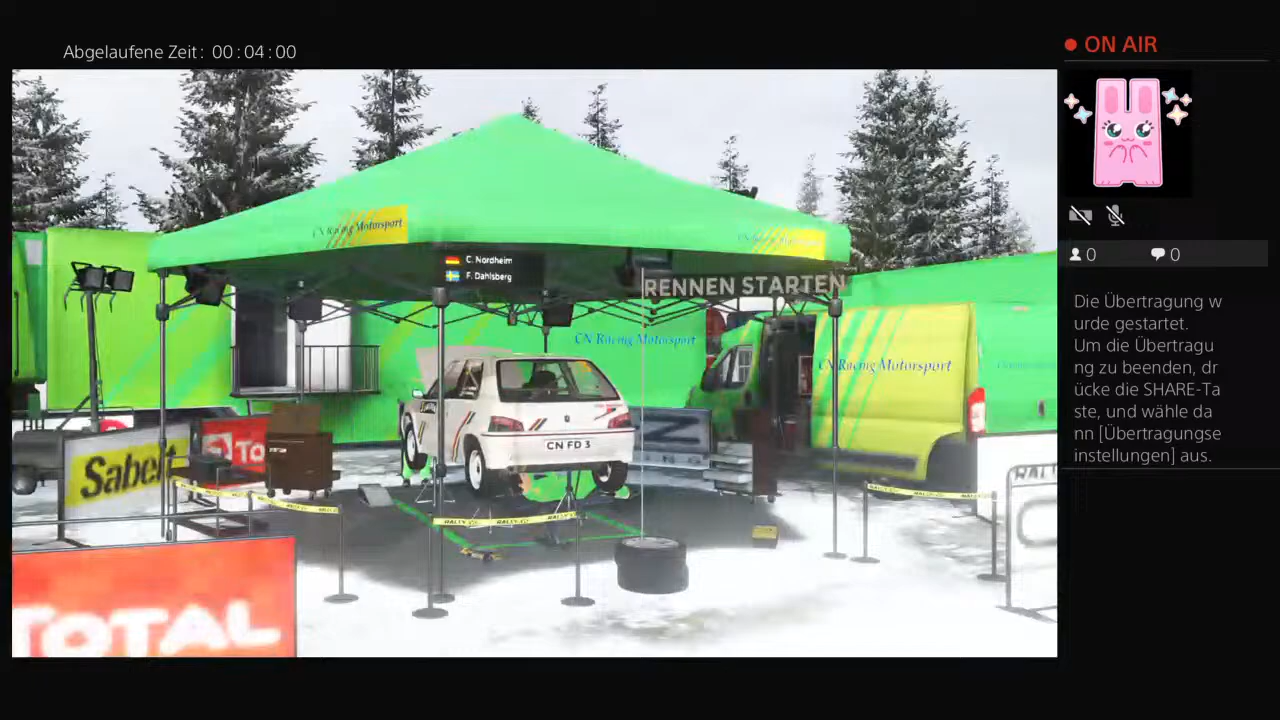 Abgelaufene Zeit: 00:04:00
ON AIR
CN Racing Motorsport
C. Nordheim
F. Dahlsberg
RENNEN STARTEN
CN Racing Motorsport
CN Racing Motorsport
CN FD 3
Sabelt
TO
TOTAL
0
0
Die Übertragung w
urde gestartet.
Um die Übertragu
ng zu beenden, dr
ücke die SHARE-Ta
ste, und wähle da
nn [Übertragungse
instellungen] aus.